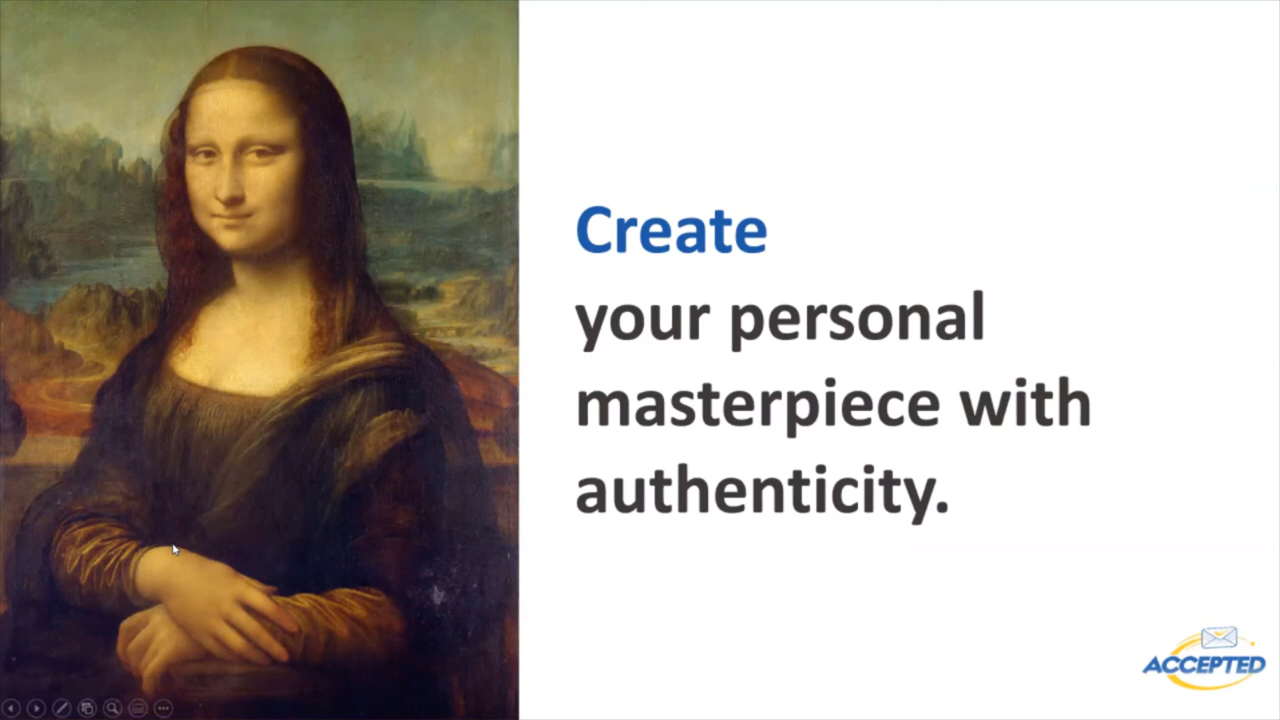 Create
your personal
masterpiece with
authenticity.
ACCEPTED